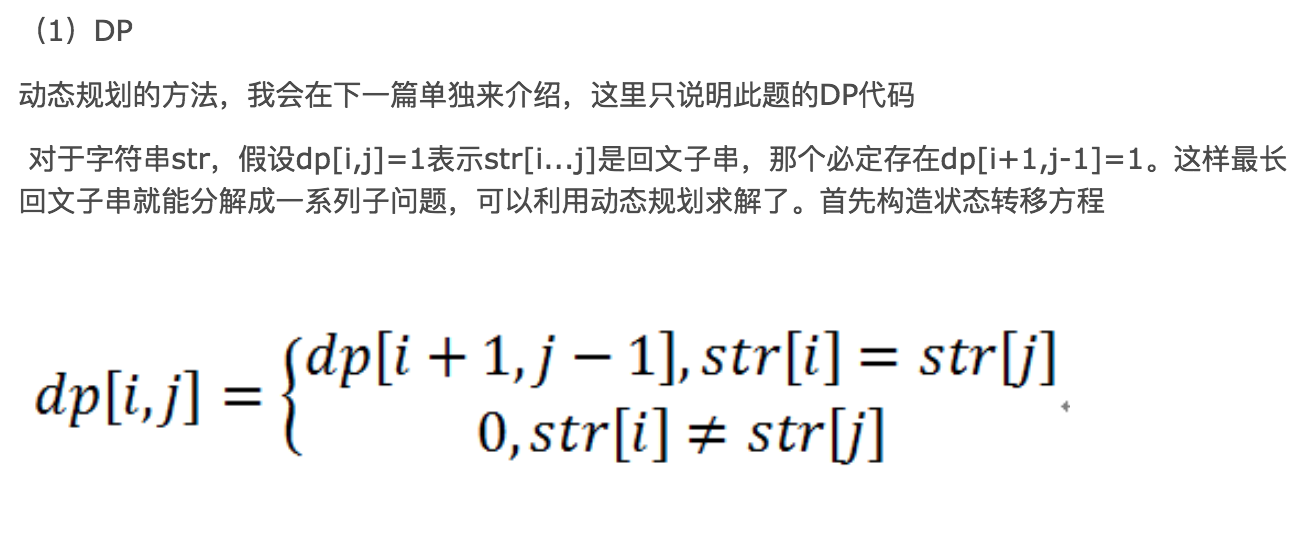 （1）DP
动态规划的方法，我会在下一篇单独来介绍，这里只说明此题的DP代码
对于字符串str，假设dp[i,j]=1表示str[i...j]是回文子串，那个必定存在dp[i+1,j-1]=1。这样最长
回文子串就能分解成一系列子问题，可以利用动态规划求解了。首先构造状态转移方程
dp[i,j] = {dp[i + 1, j − 1], str[i] = str[j]
0, str[i] ≠ str[j]